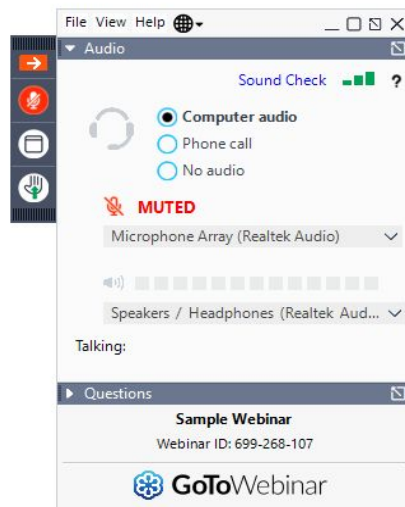 File View Help
Audio
Sound Check ?
Computer audio
Phone call
No audio
MUTED
Microphone Array (Realtek Audio)
Speakers / Headphones (Realtek Aud...
Talking:
Questions
Sample Webinar
Webinar ID: 699-268-107
GoToWebinar